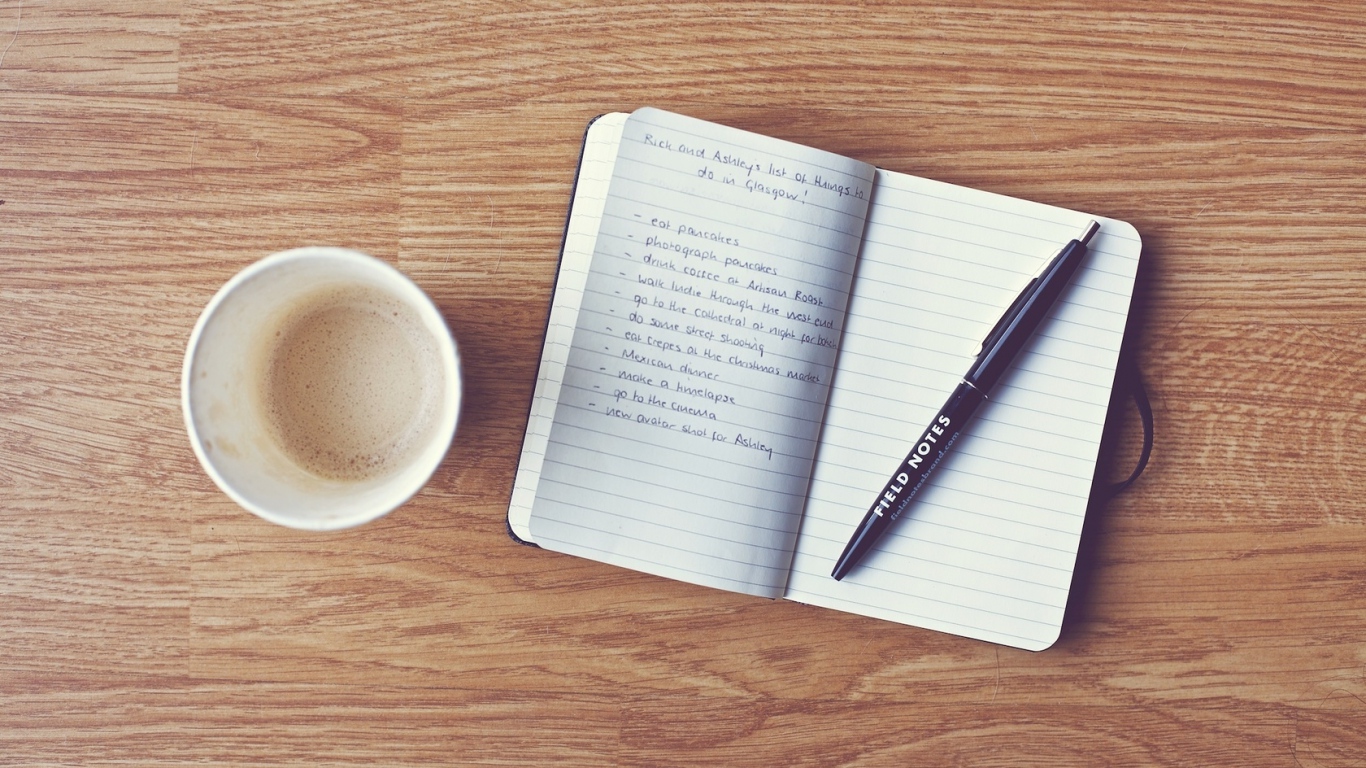 Rick and Ashleys list of things to
do in Glasgow!
- eat pancakes
- photograph pancakes
- drink coffee at Artisan Roast
- walk Indie through the west end
- go to the cathedral at night for
- do some street shooting
- eat crepes at the christmas market
- Mexican dinner
- make a timelapse
- go to the cinema
- new avatar shot for Ashley
FIELD NOTES
fieldnotesbrand.com